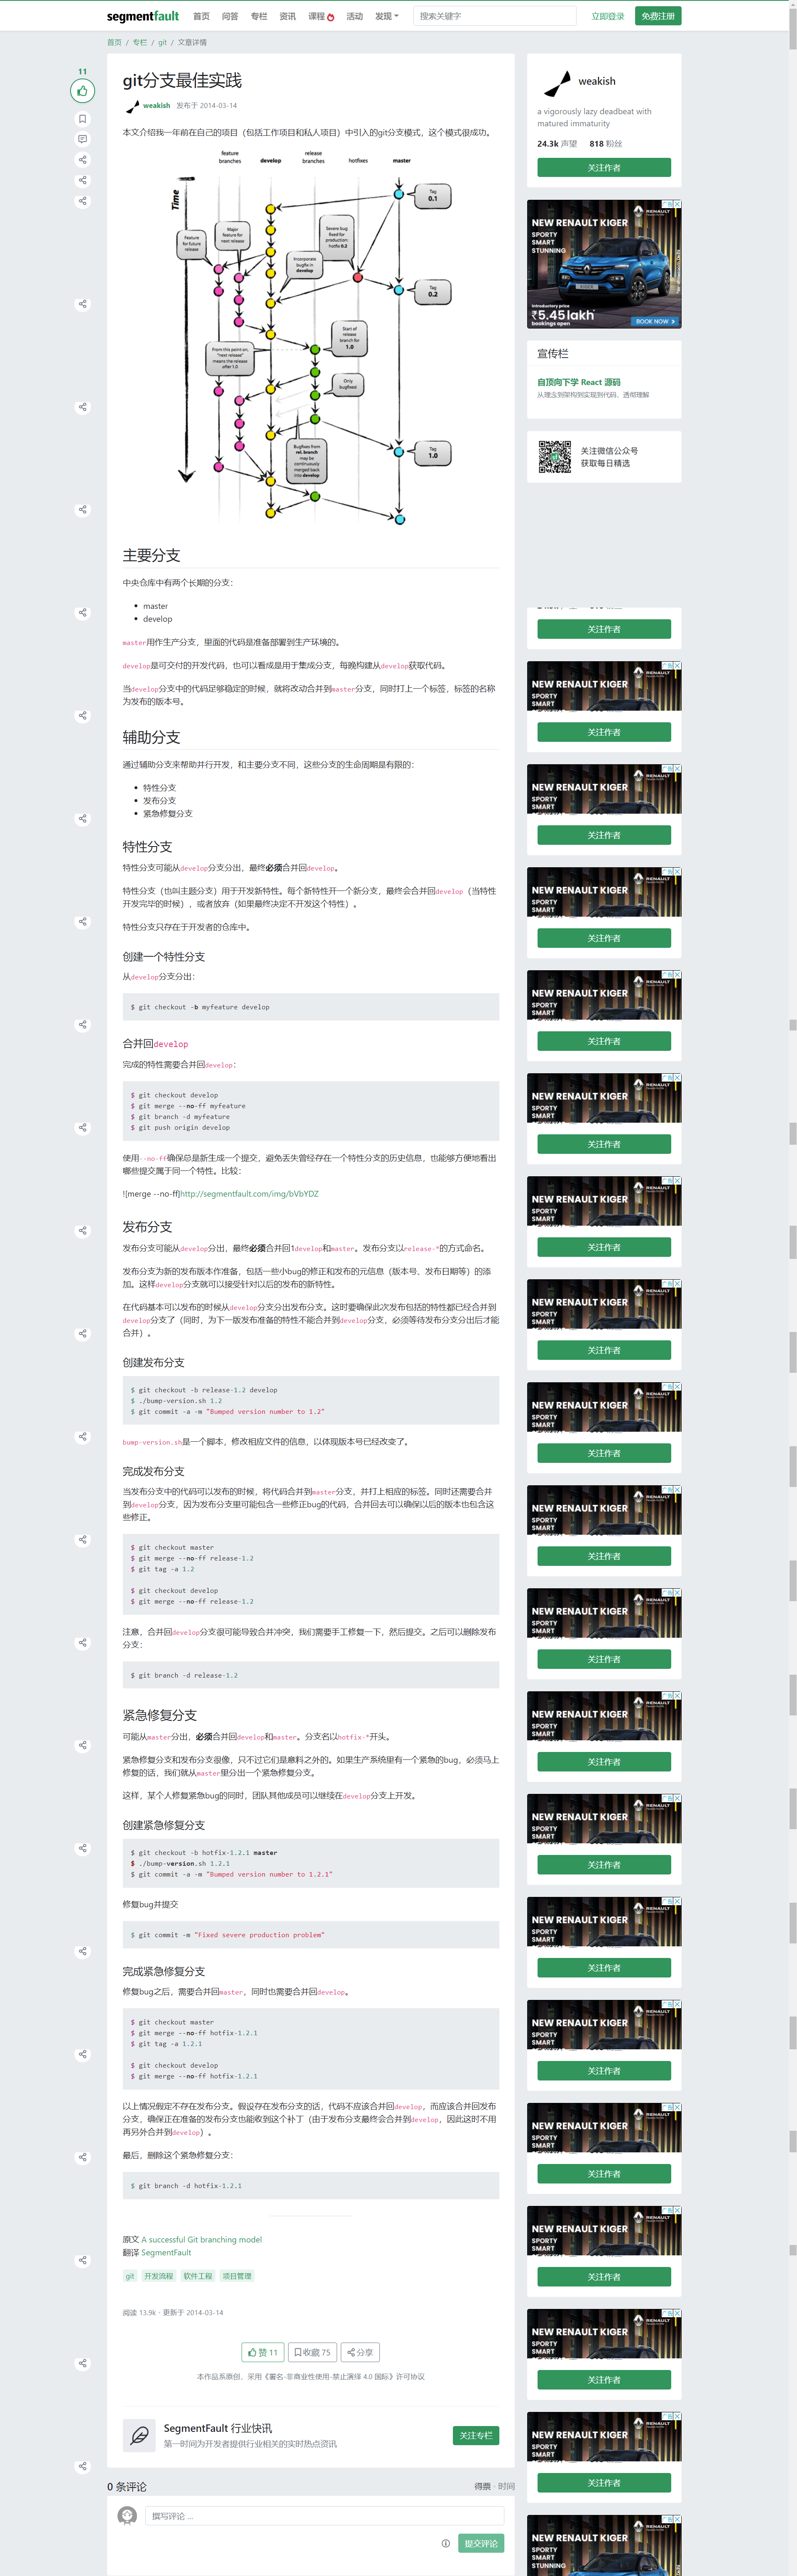 segmentfault 首页 问答 专栏 资讯 课程 活动 发现 搜索关键字 立即登录 免费注册
首页 / 专栏 / git / 文章详情
11
git分支最佳实践
weakish 发布于 2014-03-14
本文介绍我一年前在自己的项目（包括工作项目和私人项目）中引入的git分支模式，这个模式很成功。
feature branches
develop
release branches
hotfixes
master
Time
Tag 0.1
Feature for future release
Major feature for next release
Severe bug fixed for production: hotfix 0.2
Incorporate bugfix in develop
Tag 0.2
Start of release branch for 1.0
From this point on, "next release" means the release after 1.0
Only bugfixes!
Bugfixes from rel. branch may be continuously merged back into develop
Tag 1.0
主要分支
中央仓库中有两个长期的分支：
master
develop
master用作生产分支，里面的代码是准备部署到生产环境的。
develop是可交付的开发代码，也可以看成是用于集成分支，每晚构建从develop获取代码。
当develop分支中的代码足够稳定的时候，就将改动合并到master分支，同时打上一个标签，标签的名称
为发布的版本号。
辅助分支
通过辅助分支来帮助并行开发，和主要分支不同，这些分支的生命周期是有限的：
特性分支
发布分支
紧急修复分支
特性分支
特性分支可能从develop分支分出，最终必须合并回develop。
特性分支（也叫主题分支）用于开发新特性。每个新特性开一个新分支，最终会合并回develop（当特性
开发完毕的时候），或者放弃（如果最终决定不开发这个特性）。
特性分支只存在于开发者的仓库中。
创建一个特性分支
从develop分支分出：
$ git checkout -b myfeature develop
合并回develop
完成的特性需要合并回develop：
$ git checkout develop
$ git merge --no-ff myfeature
$ git branch -d myfeature
$ git push origin develop
使用--no-ff确保总是新生成一个提交，避免丢失曾经存在一个特性分支的历史信息，也能够方便地看出
哪些提交属于同一个特性。比较：
![merge --no-ff]http://segmentfault.com/img/bVbYDZ
发布分支
发布分支可能从develop分出，最终必须合并回1develop和master。发布分支以release-*的方式命名。
发布分支为新的发布版本作准备，包括一些小bug的修正和发布的元信息（版本号、发布日期等）的添
加。这样develop分支就可以接受针对以后的发布的新特性。
在代码基本可以发布的时候从develop分支分出发布分支。这时要确保此次发布包括的特性都已经合并到
develop分支了（同时，为下一版发布准备的特性不能合并到develop分支，必须等待发布分支分出后才能
合并）。
创建发布分支
$ git checkout -b release-1.2 develop
$ ./bump-version.sh 1.2
$ git commit -a -m "Bumped version number to 1.2"
bump-version.sh是一个脚本，修改相应文件的信息，以体现版本号已经改变了。
完成发布分支
当发布分支中的代码可以发布的时候，将代码合并到master分支，并打上相应的标签。同时还需要合并
到develop分支，因为发布分支里可能包含一些修正bug的代码，合并回去可以确保以后的版本也包含这
些修正。
$ git checkout master
$ git merge --no-ff release-1.2
$ git tag -a 1.2
$ git checkout develop
$ git merge --no-ff release-1.2
注意，合并回develop分支很可能导致合并冲突，我们需要手工修复一下，然后提交。之后可以删除发布
分支：
$ git branch -d release-1.2
紧急修复分支
可能从master分出，必须合并回develop和master。分支名以hotfix-*开头。
紧急修复分支和发布分支很像，只不过它们是意料之外的。如果生产系统里有一个紧急的bug，必须马上
修复的话，我们就从master里分出一个紧急修复分支。
这样，某个人修复紧急bug的同时，团队其他成员可以继续在develop分支上开发。
创建紧急修复分支
$ git checkout -b hotfix-1.2.1 master
$ ./bump-version.sh 1.2.1
$ git commit -a -m "Bumped version number to 1.2.1"
修复bug并提交
$ git commit -m "Fixed severe production problem"
完成紧急修复分支
修复bug之后，需要合并回master，同时也需要合并回develop。
$ git checkout master
$ git merge --no-ff hotfix-1.2.1
$ git tag -a 1.2.1
$ git checkout develop
$ git merge --no-ff hotfix-1.2.1
以上情况假定不存在发布分支。假设存在发布分支的话，代码不应该合并回develop，而应该合并回发布
分支，确保正在准备的发布分支也能收到这个补丁（由于发布分支最终会合并到develop，因此这时不用
再另外合并到develop）。
最后，删除这个紧急修复分支：
$ git branch -d hotfix-1.2.1
原文 A successful Git branching model
翻译 SegmentFault
git 开发流程 软件工程 项目管理
阅读 13.9k · 更新于 2014-03-14
赞 11 收藏 75 分享
本作品系原创，采用《署名-非商业性使用-禁止演绎 4.0 国际》许可协议
SegmentFault 行业快讯
第一时间为开发者提供行业相关的实时热点资讯
关注专栏
0 条评论 得票 · 时间
撰写评论 ...
提交评论
weakish
a vigorously lazy deadbeat with
matured immaturity
24.3k 声望 818 粉丝
关注作者
NEW RENAULT KIGER
SPORTY
SMART
STUNNING
RENAULT
introductory price
₹5.45 lakh*
bookings open
BOOK NOW
宣传栏
自顶向下学 React 源码
从理念到架构到实现到代码，透彻理解
关注微信公众号
获取每日精选
关注作者
NEW RENAULT KIGER
SPORTY
SMART
关注作者